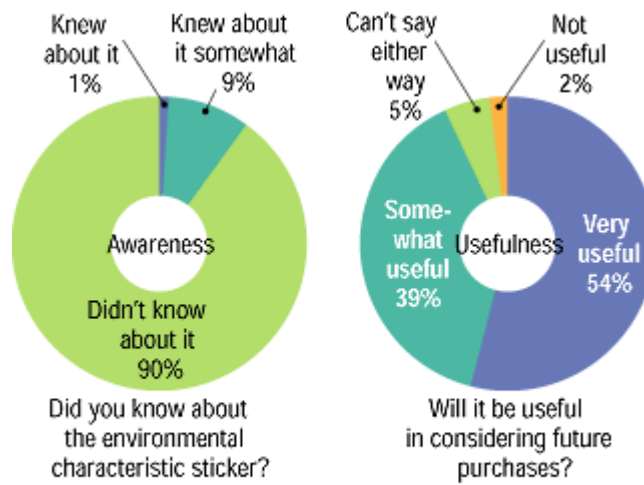 Knew
about it
1%
Knew about
it somewhat
9%
Awareness
Didn't know
about it
90%
Did you know about
the environmental
characteristic sticker?
Can't say
either
way
5%
Not
useful
2%
Some-
what
useful
39%
Usefulness
Very
useful
54%
Will it be useful
in considering future
purchases?